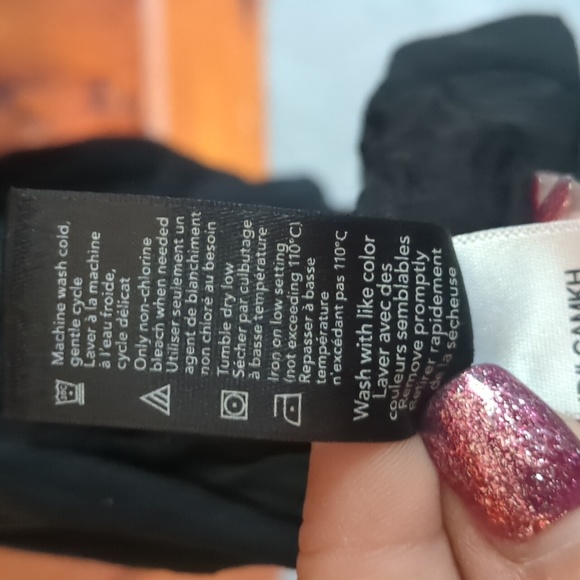 Machine wash cold,
gentle cycle
Laver à la machine
à l'eau froide,
cycle délicat
Only non-chlorine
bleach when needed
Utiliser seulement un
agent de blanchiment
non chloré au besoin
Tumble dry low
Sécher par culbutage
à basse température
Iron on low setting
(not exceeding 110°C)
Repasser à basse
température
n'excédant pas 110°C
Wash with like color
Laver avec des
couleurs semblables
Remove promptly
Retirer rapidement
de la sécheuse
30C